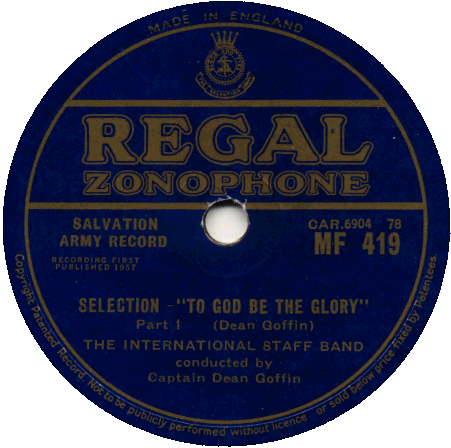 MADE IN ENGLAND
REGAL
ZONOPHONE
SALVATION
ARMY RECORD
RECORDING FIRST
PUBLISHED 1957
CAR.6904 78
MF 419
SELECTION - "TO GOD BE THE GLORY"
Part 1 (Dean Goffin)
THE INTERNATIONAL STAFF BAND
conducted by
Captain Dean Goffin
Copyright Patented Record. Not to be publicly performed without licence or sold below price fixed by Patentees.